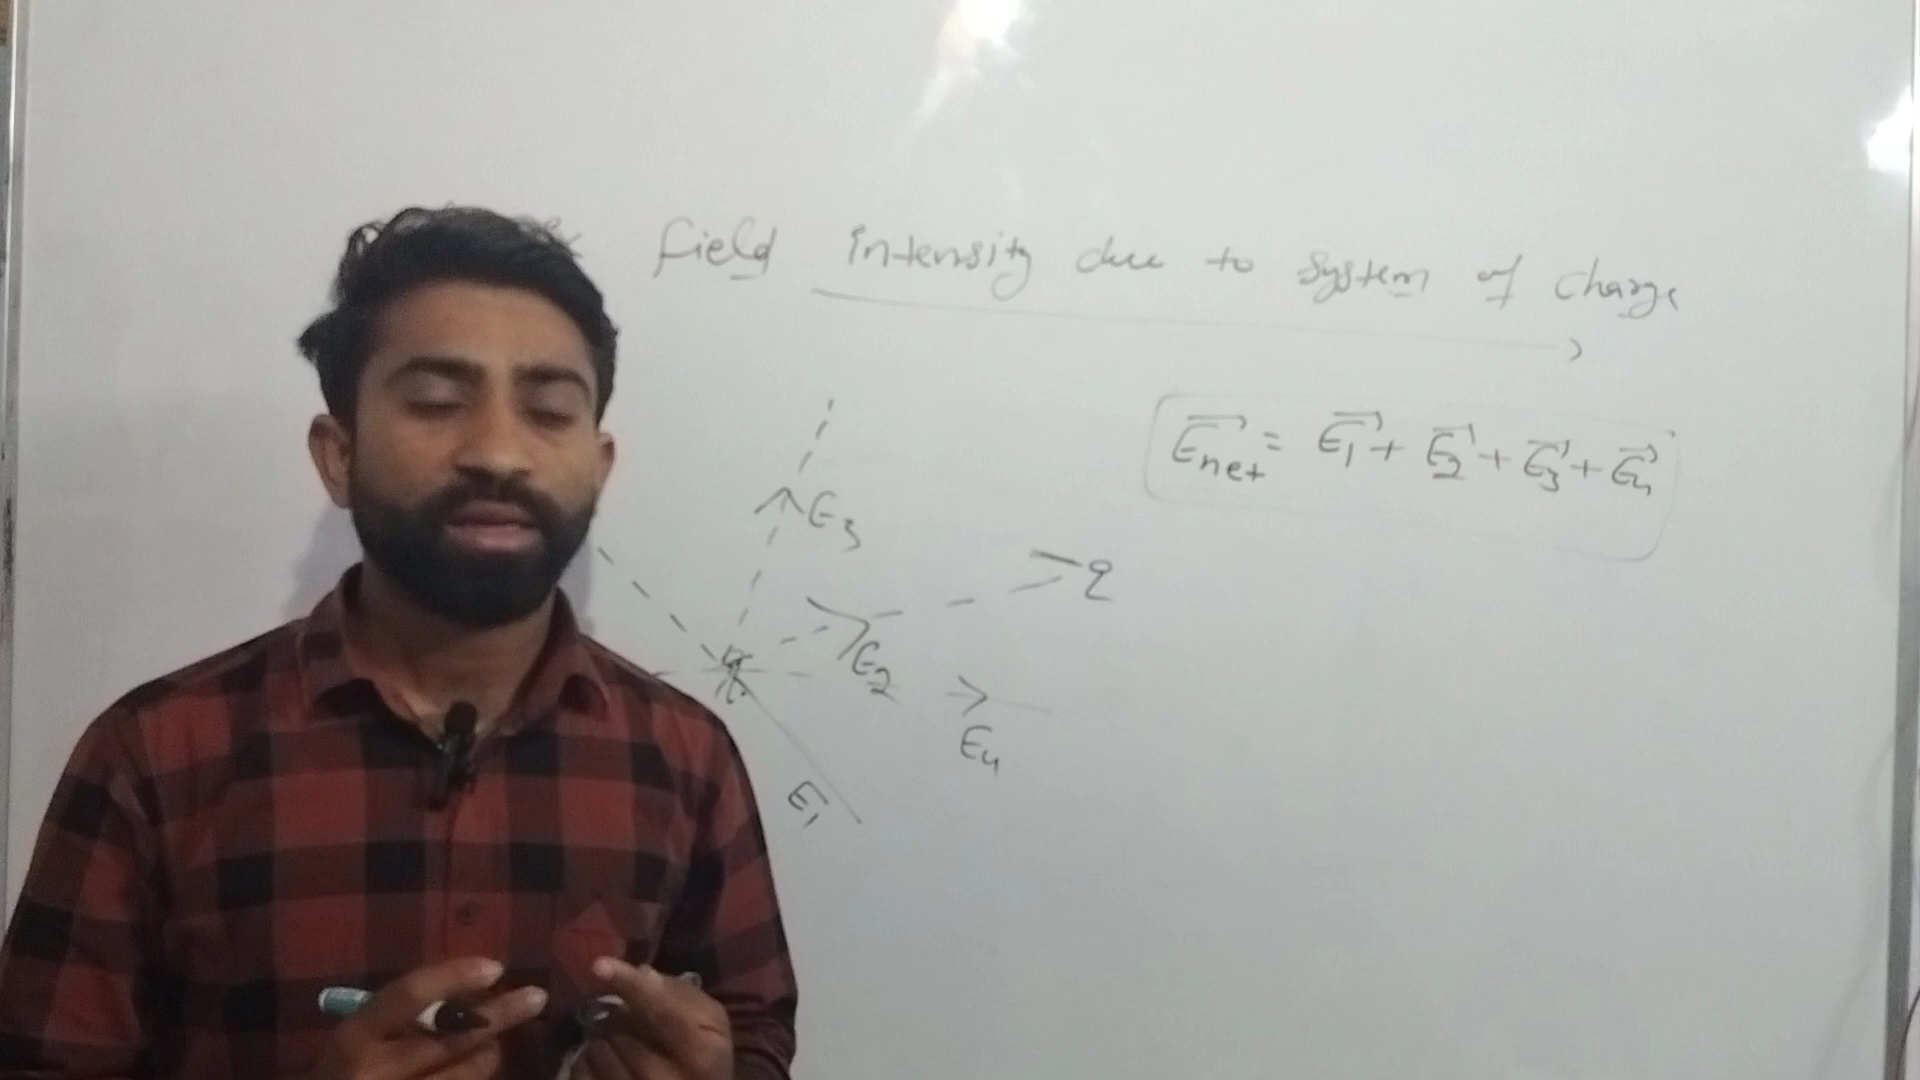 field intensity due to system of charge
E⃗net = E⃗1 + E⃗2 + E⃗3 + E⃗4
E3
E2
E4
E1